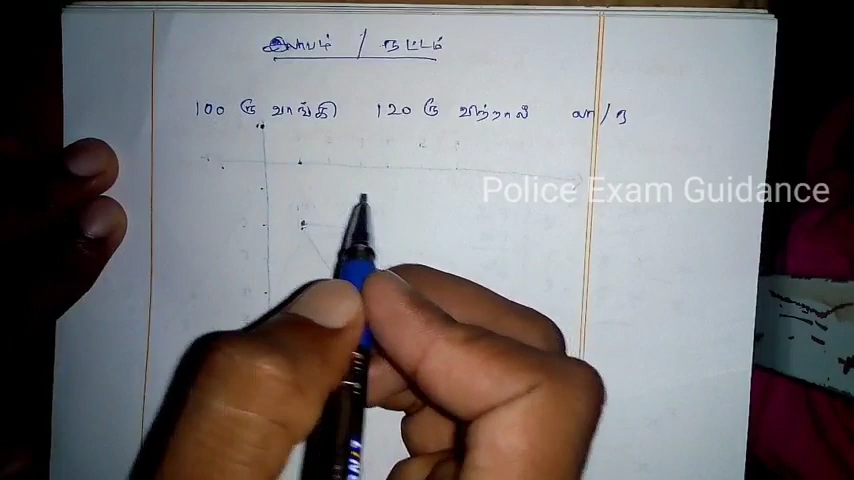 இலாபம் / நட்டம்
100 ரூ வாங்கி 120 ரூ விற்றால் லா/ந
Police Exam Guidance